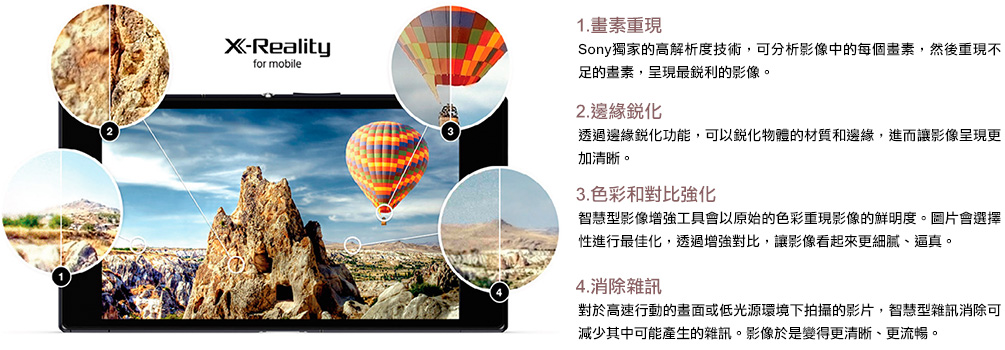 X-Reality
for mobile
2
3
1
4
1.畫素重現
Sony獨家的高解析度技術，可分析影像中的每個畫素，然後重現不
足的畫素，呈現最銳利的影像。
2.邊緣銳化
透過邊緣銳化功能，可以銳化物體的材質和邊緣，進而讓影像呈現更
加清晰。
3.色彩和對比強化
智慧型影像增強工具會以原始的色彩重現影像的鮮明度。圖片會選擇
性進行最佳化，透過增強對比，讓影像看起來更細膩、逼真。
4.消除雜訊
對於高速行動的畫面或低光源環境下拍攝的影片，智慧型雜訊消除可
減少其中可能產生的雜訊。影像於是變得更清晰、更流暢。